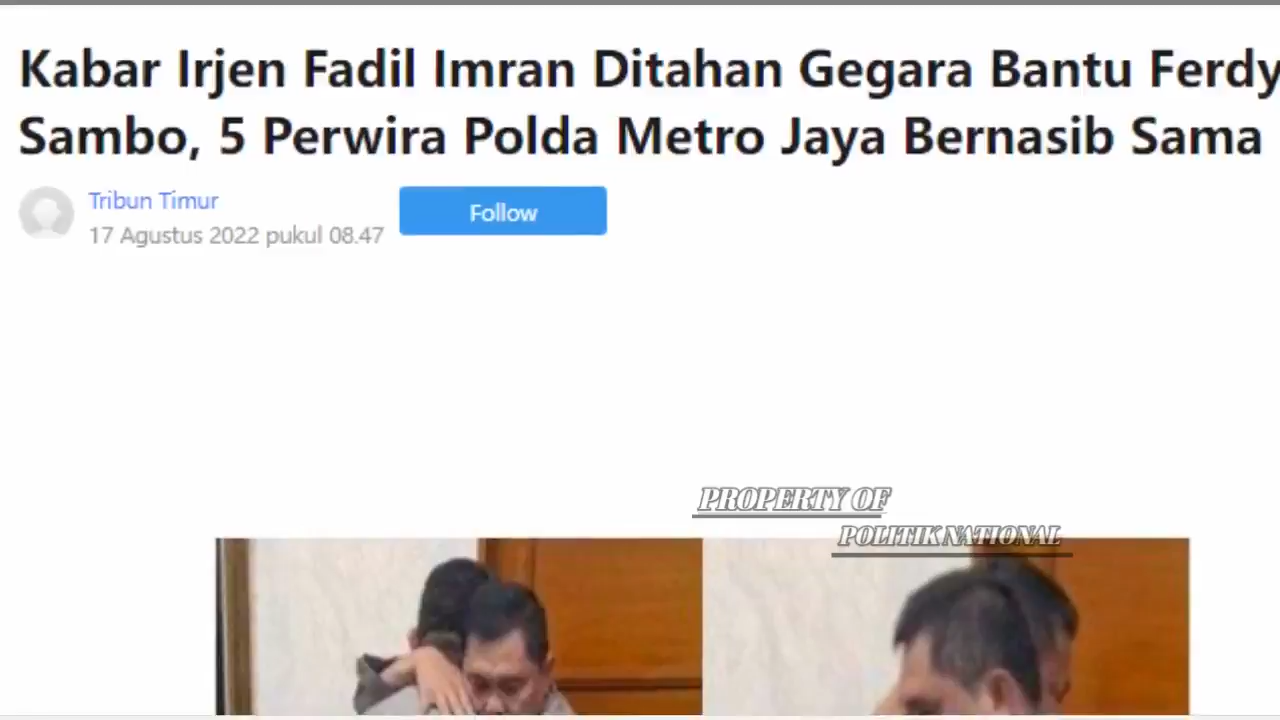 Kabar Irjen Fadil Imran Ditahan Gegara Bantu Ferdy
Sambo, 5 Perwira Polda Metro Jaya Bernasib Sama
Tribun Timur
17 Agustus 2022 pukul 08.47
Follow
PROPERTY OF
POLITIK NATIONAL